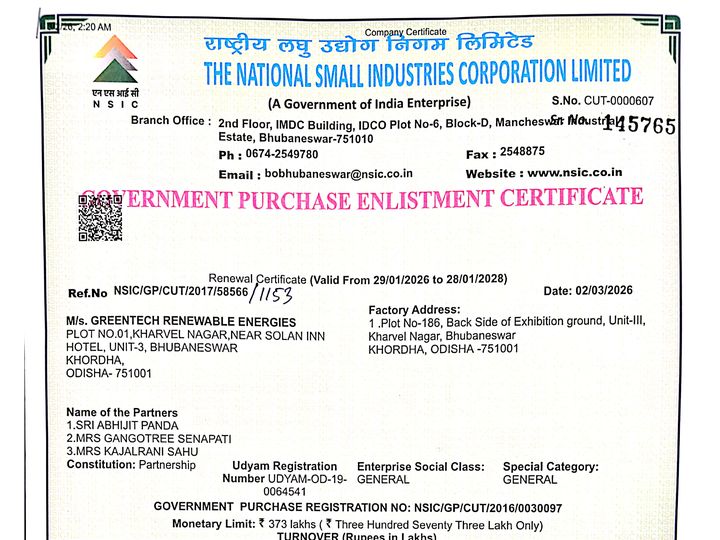 26, 2:20 AM
Company Certificate
राष्ट्रीय लघु उद्योग निगम लिमिटेड
THE NATIONAL SMALL INDUSTRIES CORPORATION LIMITED
एन एस आई सी
N S I C
(A Government of India Enterprise)
S.No. CUT-0000607
Branch Office : 2nd Floor, IMDC Building, IDCO Plot No-6, Block-D, Mancheswar Industrial
Sr. No. 145765
Estate, Bhubaneswar-751010
Ph : 0674-2549780 Fax : 2548875
Email : bobhubaneswar@nsic.co.in Website : www.nsic.co.in
GOVERNMENT PURCHASE ENLISTMENT CERTIFICATE
Renewal Certificate (Valid From 29/01/2026 to 28/01/2028)
Ref.No NSIC/GP/CUT/2017/58566/1153 Date: 02/03/2026
M/s. GREENTECH RENEWABLE ENERGIES
PLOT NO.01,KHARVEL NAGAR,NEAR SOLAN INN
HOTEL, UNIT-3, BHUBANESWAR
KHORDHA,
ODISHA- 751001
Factory Address:
1 .Plot No-186, Back Side of Exhibition ground, Unit-III,
Kharvel Nagar, Bhubaneswar
KHORDHA, ODISHA -751001
Name of the Partners
1.SRI ABHIJIT PANDA
2.MRS GANGOTREE SENAPATI
3.MRS KAJALRANI SAHU
Constitution: Partnership
Udyam Registration
Number UDYAM-OD-19-
0064541
Enterprise Social Class:
GENERAL
Special Category:
GENERAL
GOVERNMENT PURCHASE REGISTRATION NO: NSIC/GP/CUT/2016/0030097
Monetary Limit: ₹ 373 lakhs ( ₹ Three Hundred Seventy Three Lakh Only)
TURNOVER (Rupees in Lakhs)